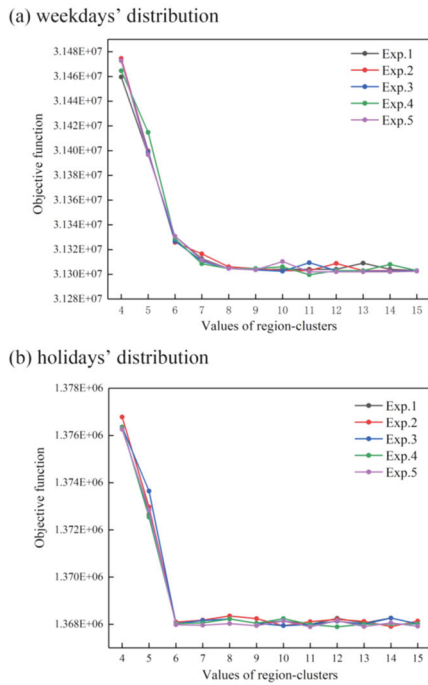 (a) weekdays' distribution
3.148E+07
3.146E+07
3.144E+07
3.142E+07
3.140E+07
3.138E+07
3.134E+07
3.132E+07
3.130E+07
3.128E+07
Objective function
Exp.1
Exp.2
Exp.3
Exp.4
Exp.5
4 5 6 7 8 9 10 11 12 13 14 15
Values of region-clusters
(b) holidays' distribution
1.378E+06
1.376E+06
1.374E+06
1.372E+06
1.370E+06
1.368E+06
Objective function
Exp.1
Exp.2
Exp.3
Exp.4
Exp.5
4 5 6 7 8 9 10 11 12 13 14 15
Values of region-clusters